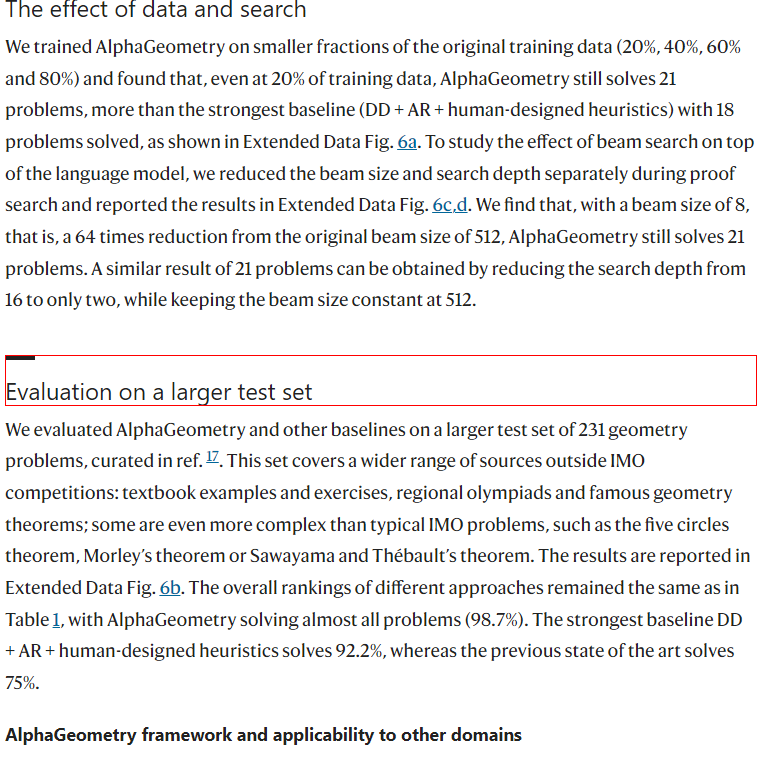 The effect of data and search
We trained AlphaGeometry on smaller fractions of the original training data (20%, 40%, 60%
and 80%) and found that, even at 20% of training data, AlphaGeometry still solves 21
problems, more than the strongest baseline (DD + AR + human-designed heuristics) with 18
problems solved, as shown in Extended Data Fig. 6a. To study the effect of beam search on top
of the language model, we reduced the beam size and search depth separately during proof
search and reported the results in Extended Data Fig. 6c,d. We find that, with a beam size of 8,
that is, a 64 times reduction from the original beam size of 512, AlphaGeometry still solves 21
problems. A similar result of 21 problems can be obtained by reducing the search depth from
16 to only two, while keeping the beam size constant at 512.
Evaluation on a larger test set
We evaluated AlphaGeometry and other baselines on a larger test set of 231 geometry
problems, curated in ref. 17. This set covers a wider range of sources outside IMO
competitions: textbook examples and exercises, regional olympiads and famous geometry
theorems; some are even more complex than typical IMO problems, such as the five circles
theorem, Morley’s theorem or Sawayama and Thébault’s theorem. The results are reported in
Extended Data Fig. 6b. The overall rankings of different approaches remained the same as in
Table 1, with AlphaGeometry solving almost all problems (98.7%). The strongest baseline DD
+ AR + human-designed heuristics solves 92.2%, whereas the previous state of the art solves
75%.
AlphaGeometry framework and applicability to other domains